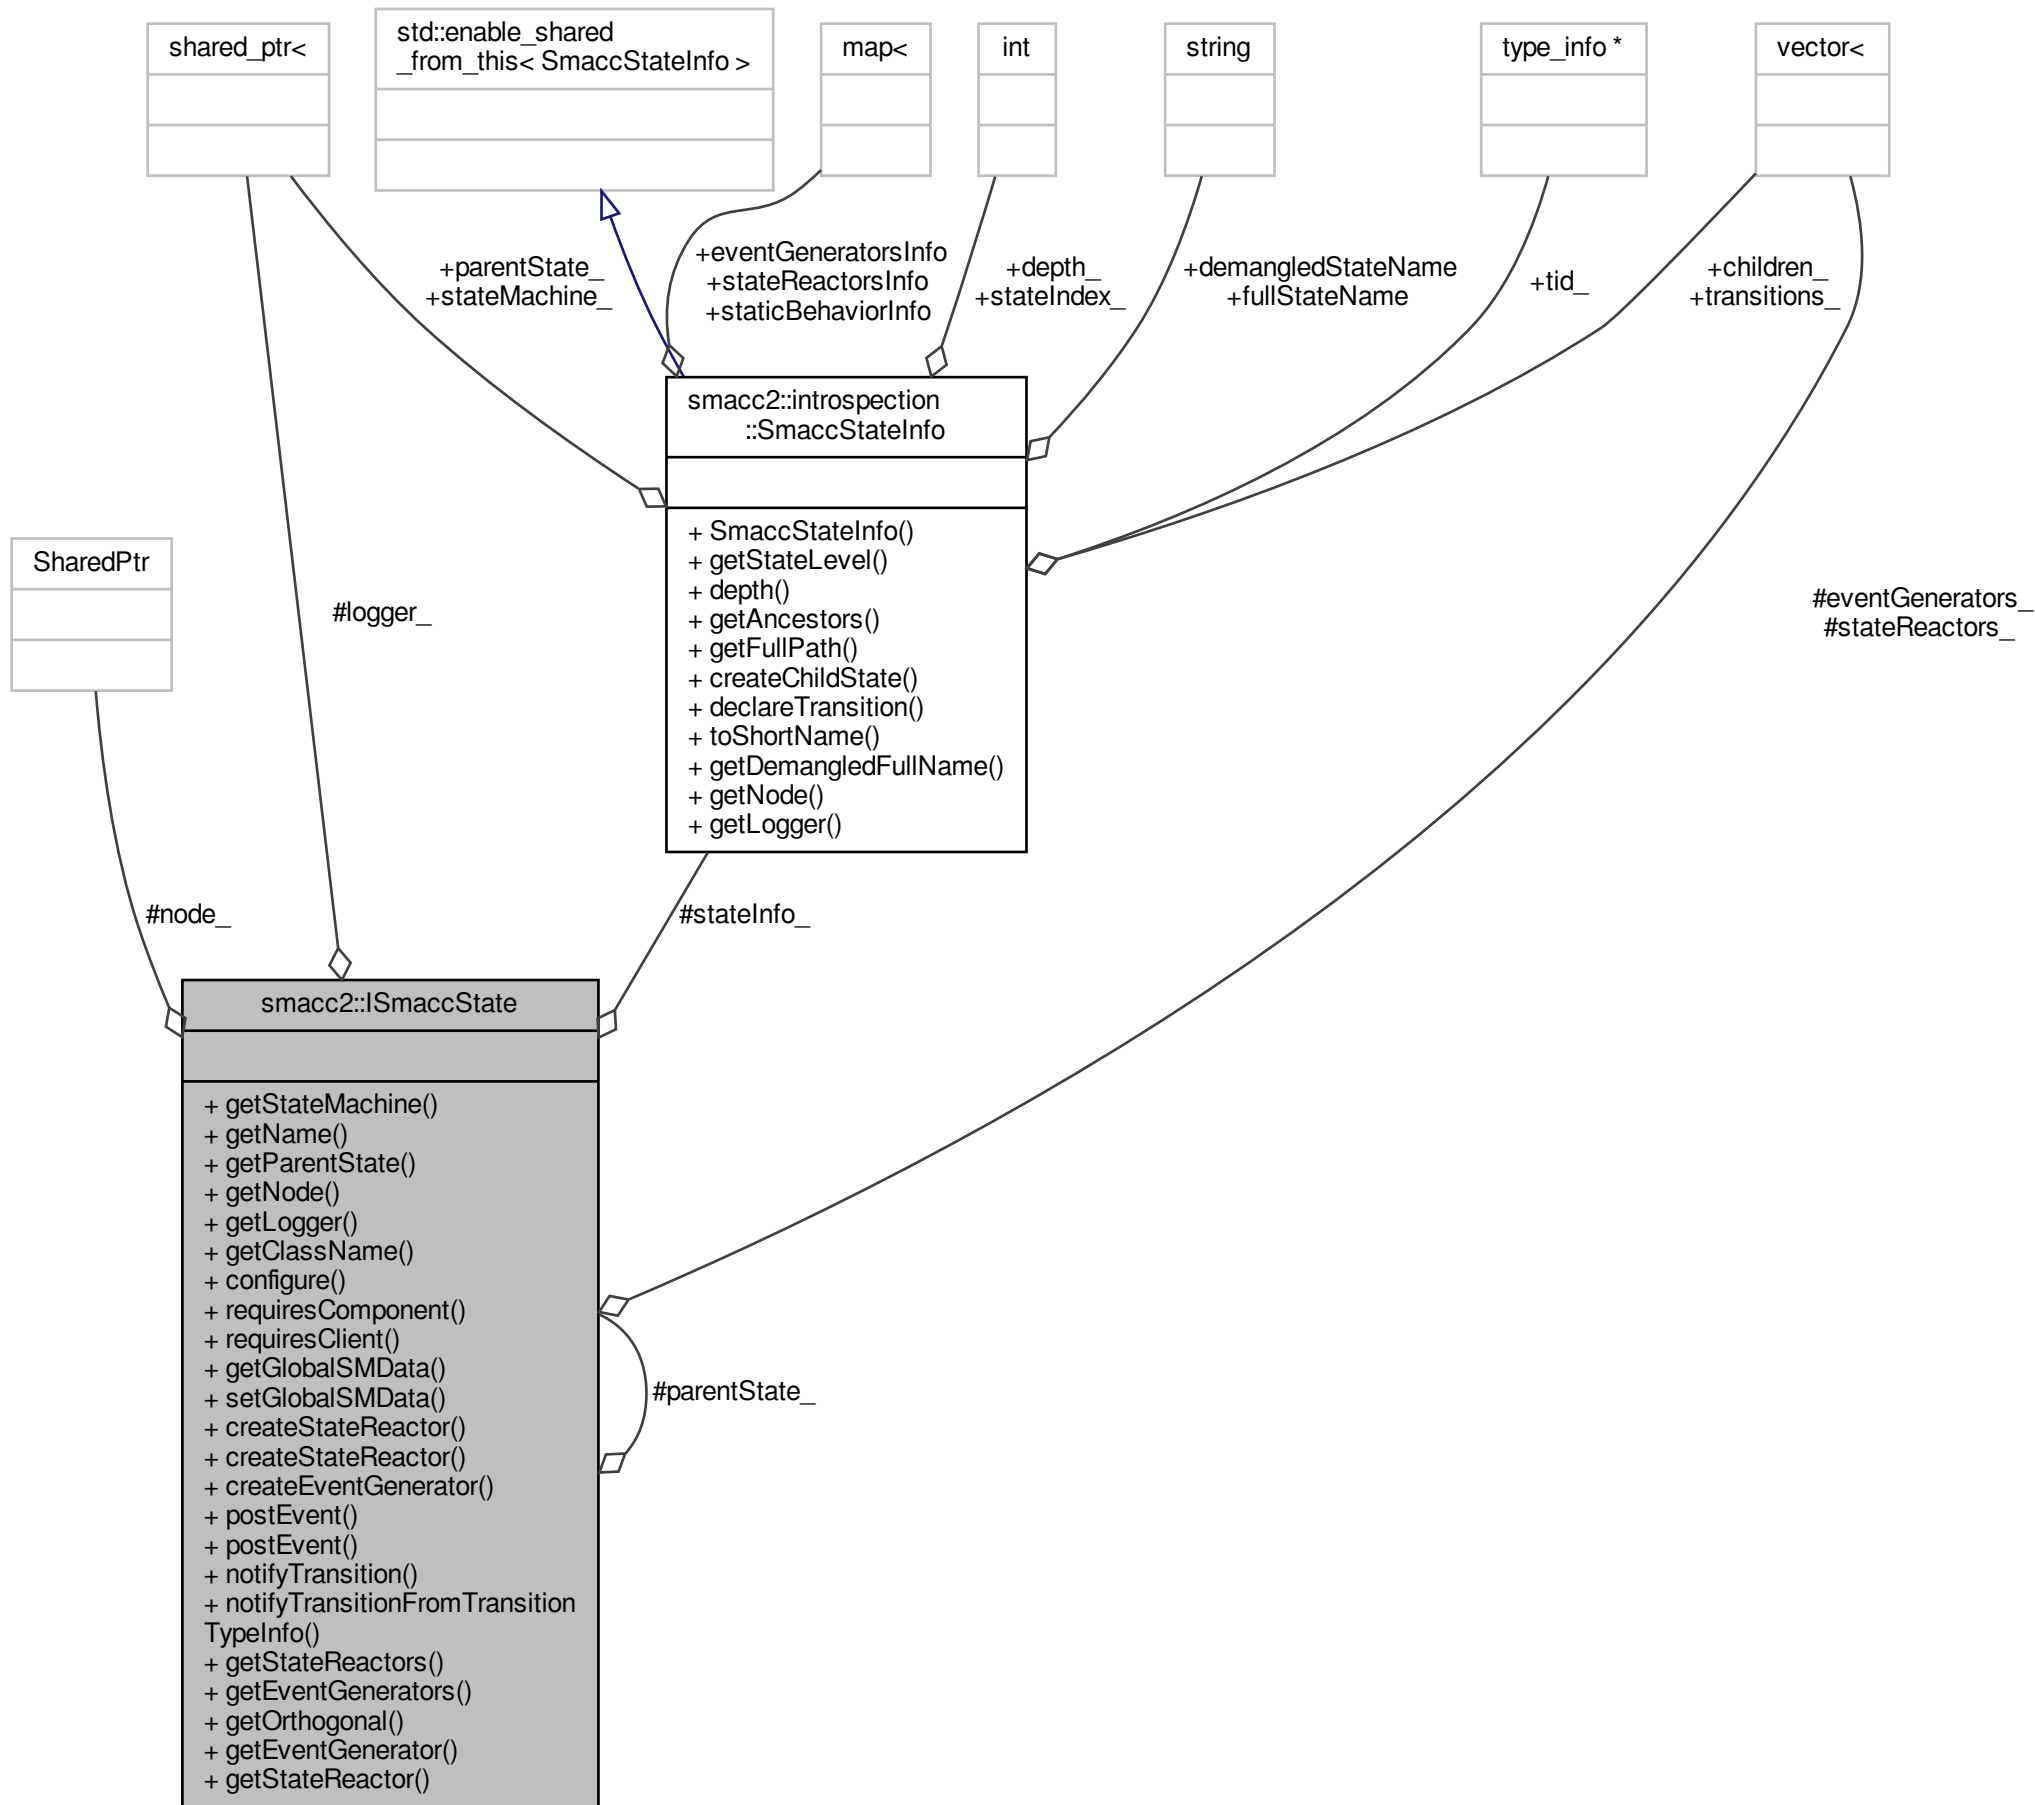 shared_ptr<
std::enable_shared
_from_this< SmaccStateInfo >
map<
int
string
type_info *
vector<
+parentState_
+stateMachine_
+eventGeneratorsInfo
+stateReactorsInfo
+staticBehaviorInfo
+depth_
+stateIndex_
+demangledStateName
+fullStateName
+tid_
+children_
+transitions_
smacc2::introspection
::SmaccStateInfo
+ SmaccStateInfo()
+ getStateLevel()
+ depth()
+ getAncestors()
+ getFullPath()
+ createChildState()
+ declareTransition()
+ toShortName()
+ getDemangledFullName()
+ getNode()
+ getLogger()
SharedPtr
#logger_
#eventGenerators_
#stateReactors_
#node_
#stateInfo_
smacc2::ISmaccState
+ getStateMachine()
+ getName()
+ getParentState()
+ getNode()
+ getLogger()
+ getClassName()
+ configure()
+ requiresComponent()
+ requiresClient()
+ getGlobalSMData()
+ setGlobalSMData()
+ createStateReactor()
+ createStateReactor()
+ createEventGenerator()
+ postEvent()
+ postEvent()
+ notifyTransition()
+ notifyTransitionFromTransition
TypeInfo()
+ getStateReactors()
+ getEventGenerators()
+ getOrthogonal()
+ getEventGenerator()
+ getStateReactor()
#parentState_